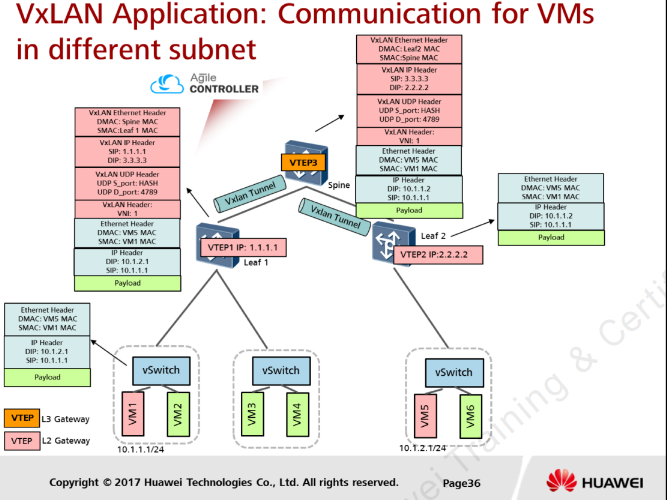 VxLAN Application: Communication for VMs
in different subnet
Agile
CONTROLLER
VxLAN Ethernet Header
DMAC: Leaf2 MAC
SMAC:Spine MAC
VxLAN IP Header
SIP: 3.3.3.3
DIP: 2.2.2.2
VxLAN UDP Header
UDP S_port: HASH
UDP D_port: 4789
VxLAN Header:
VNI: 1
Ethernet Header
DMAC: VM5 MAC
SMAC: VM1 MAC
IP Header
DIP: 10.1.1.2
SIP: 10.1.1.1
Payload
VxLAN Ethernet Header
DMAC: Spine MAC
SMAC:Leaf 1 MAC
VxLAN IP Header
SIP: 1.1.1.1
DIP: 3.3.3.3
VxLAN UDP Header
UDP S_port: HASH
UDP D_port: 4789
VxLAN Header:
VNI: 1
Ethernet Header
DMAC: VM5 MAC
SMAC: VM1 MAC
IP Header
DIP: 10.1.2.1
SIP: 10.1.1.1
Payload
VTEP3
Spine
Vxlan Tunnel
Vxlan Tunnel
Ethernet Header
DMAC: VM5 MAC
SMAC: VM1 MAC
IP Header
DIP: 10.1.1.2
SIP: 10.1.1.1
Payload
VTEP1 IP: 1.1.1.1
Leaf 1
Leaf 2
VTEP2 IP:2.2.2.2
Ethernet Header
DMAC: VM5 MAC
SMAC: VM1 MAC
IP Header
DIP: 10.1.2.1
SIP: 10.1.1.1
Payload
vSwitch
vSwitch
vSwitch
VM1
VM2
VM3
VM4
VM5
VM6
VTEP L3 Gateway
VTEP L2 Gateway
10.1.1.1/24
10.1.2.1/24
Copyright © 2017 Huawei Technologies Co., Ltd. All rights reserved.
Page36
HUAWEI